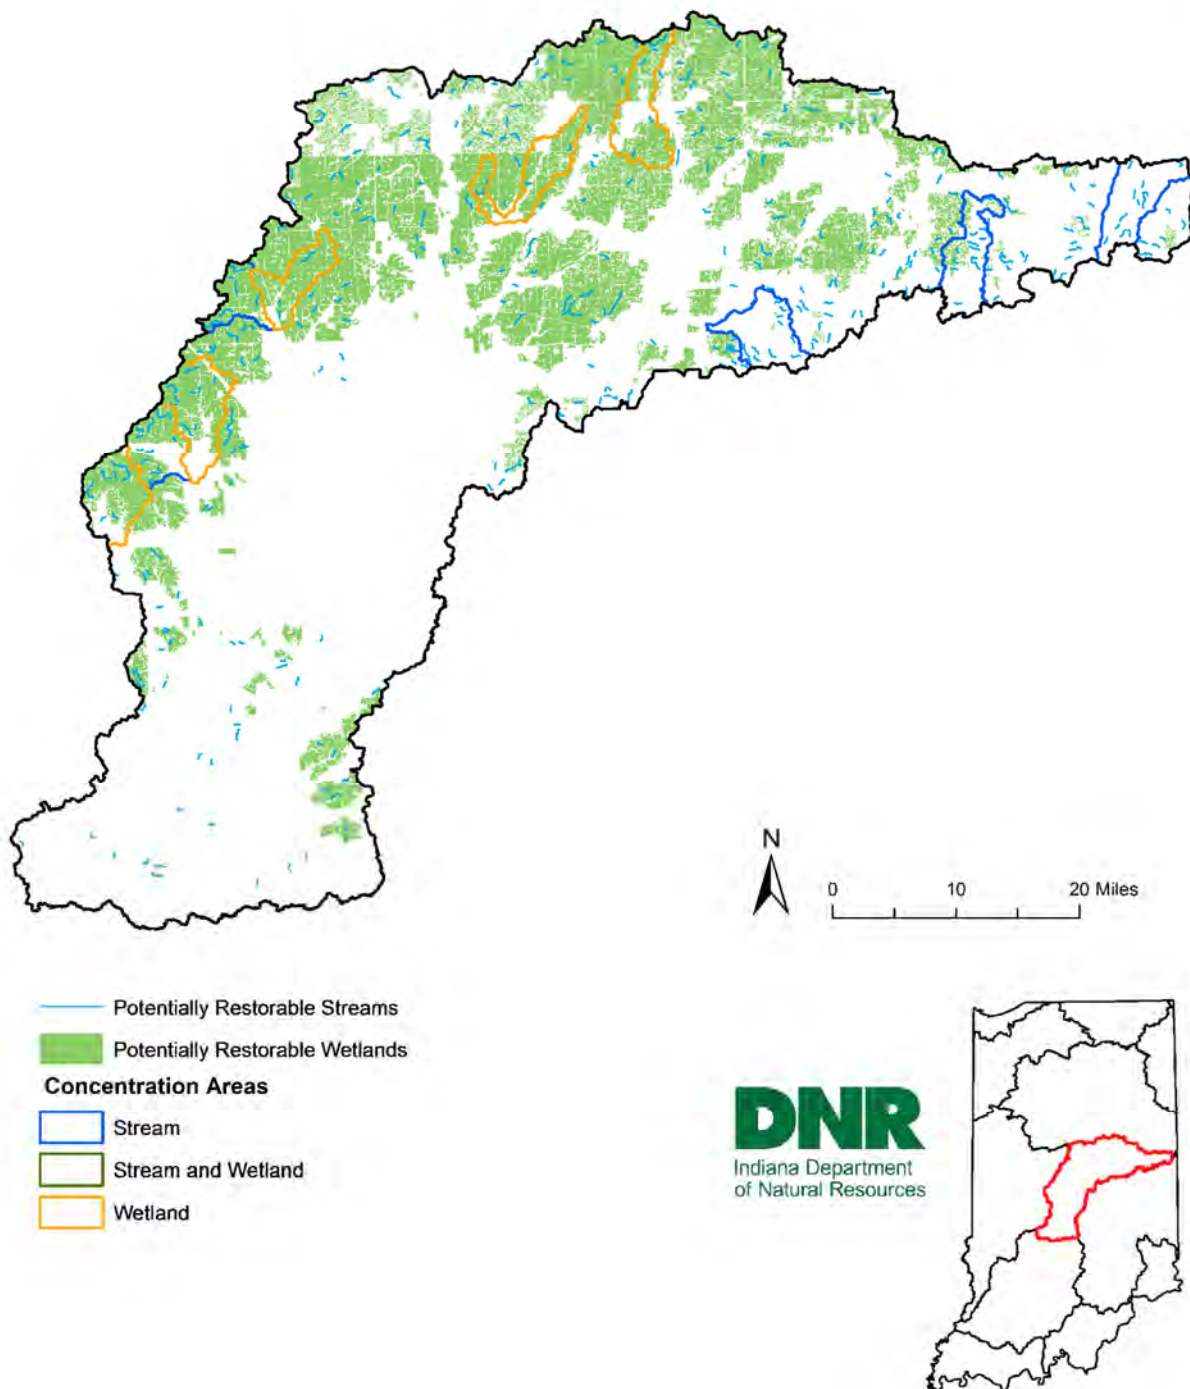 N
0 10 20 Miles
Potentially Restorable Streams
Potentially Restorable Wetlands
Concentration Areas
Stream
Stream and Wetland
Wetland
DNR
Indiana Department
of Natural Resources